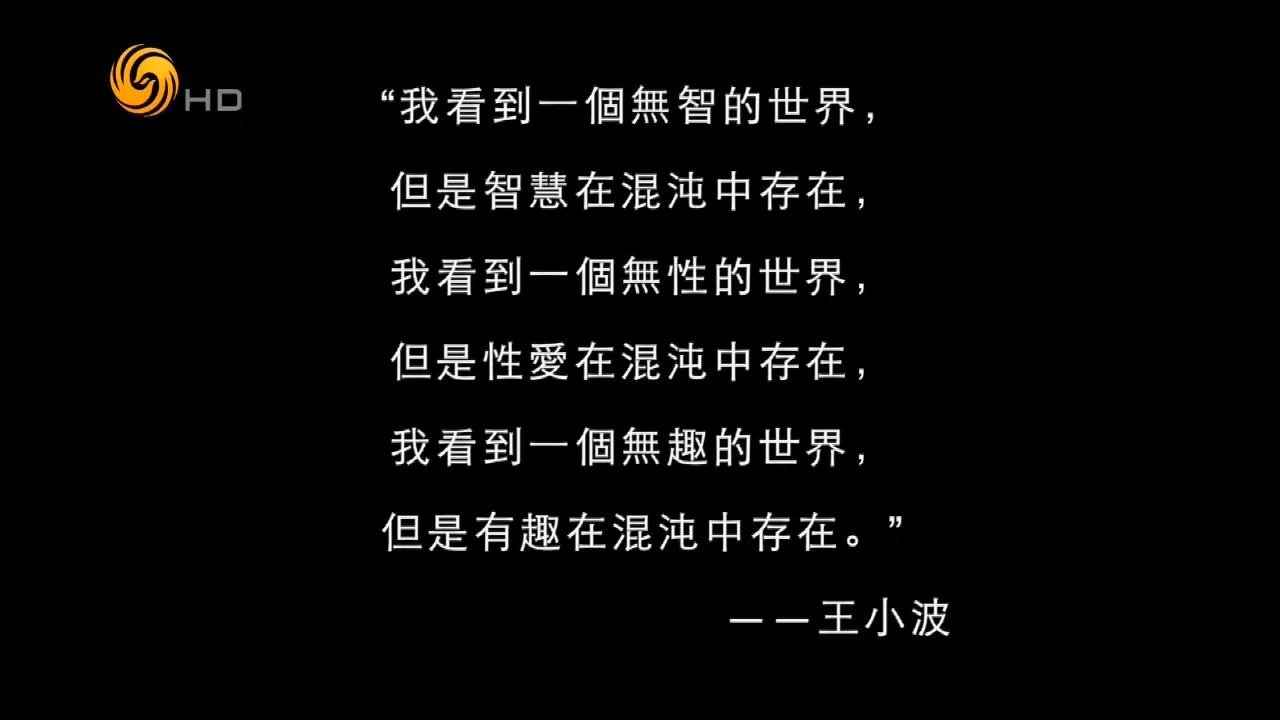 HD
“我看到一個無智的世界，
但是智慧在混沌中存在，
我看到一個無性的世界，
但是性愛在混沌中存在，
我看到一個無趣的世界，
但是有趣在混沌中存在。”
——王小波